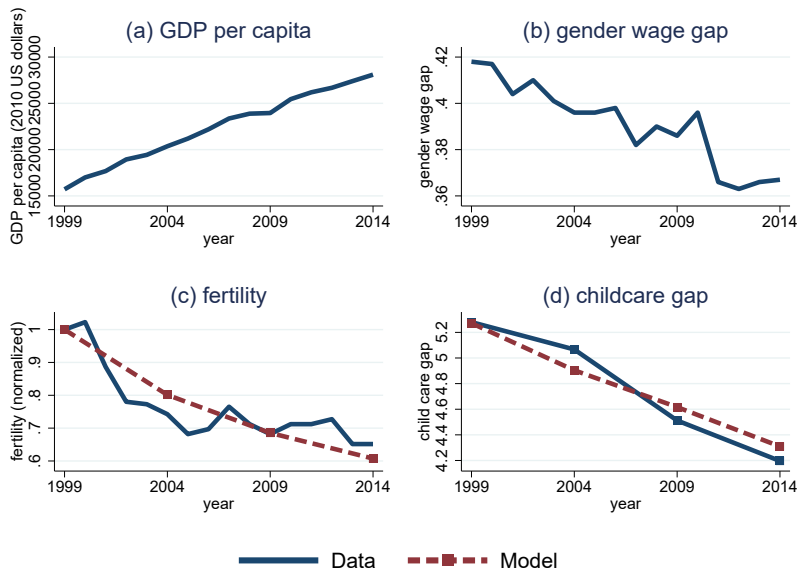 (a) GDP per capita
GDP per capita (2010 US dollars)
15000 20000 25000 30000
1999 2004 2009 2014
year
(b) gender wage gap
gender wage gap
.36 .38 .4 .42
1999 2004 2009 2014
year
(c) fertility
fertility (normalized)
.6 .7 .8 .9 1
1999 2004 2009 2014
year
(d) childcare gap
child care gap
4.2 4.4 4.6 4.8 5 5.2
1999 2004 2009 2014
year
Data Model